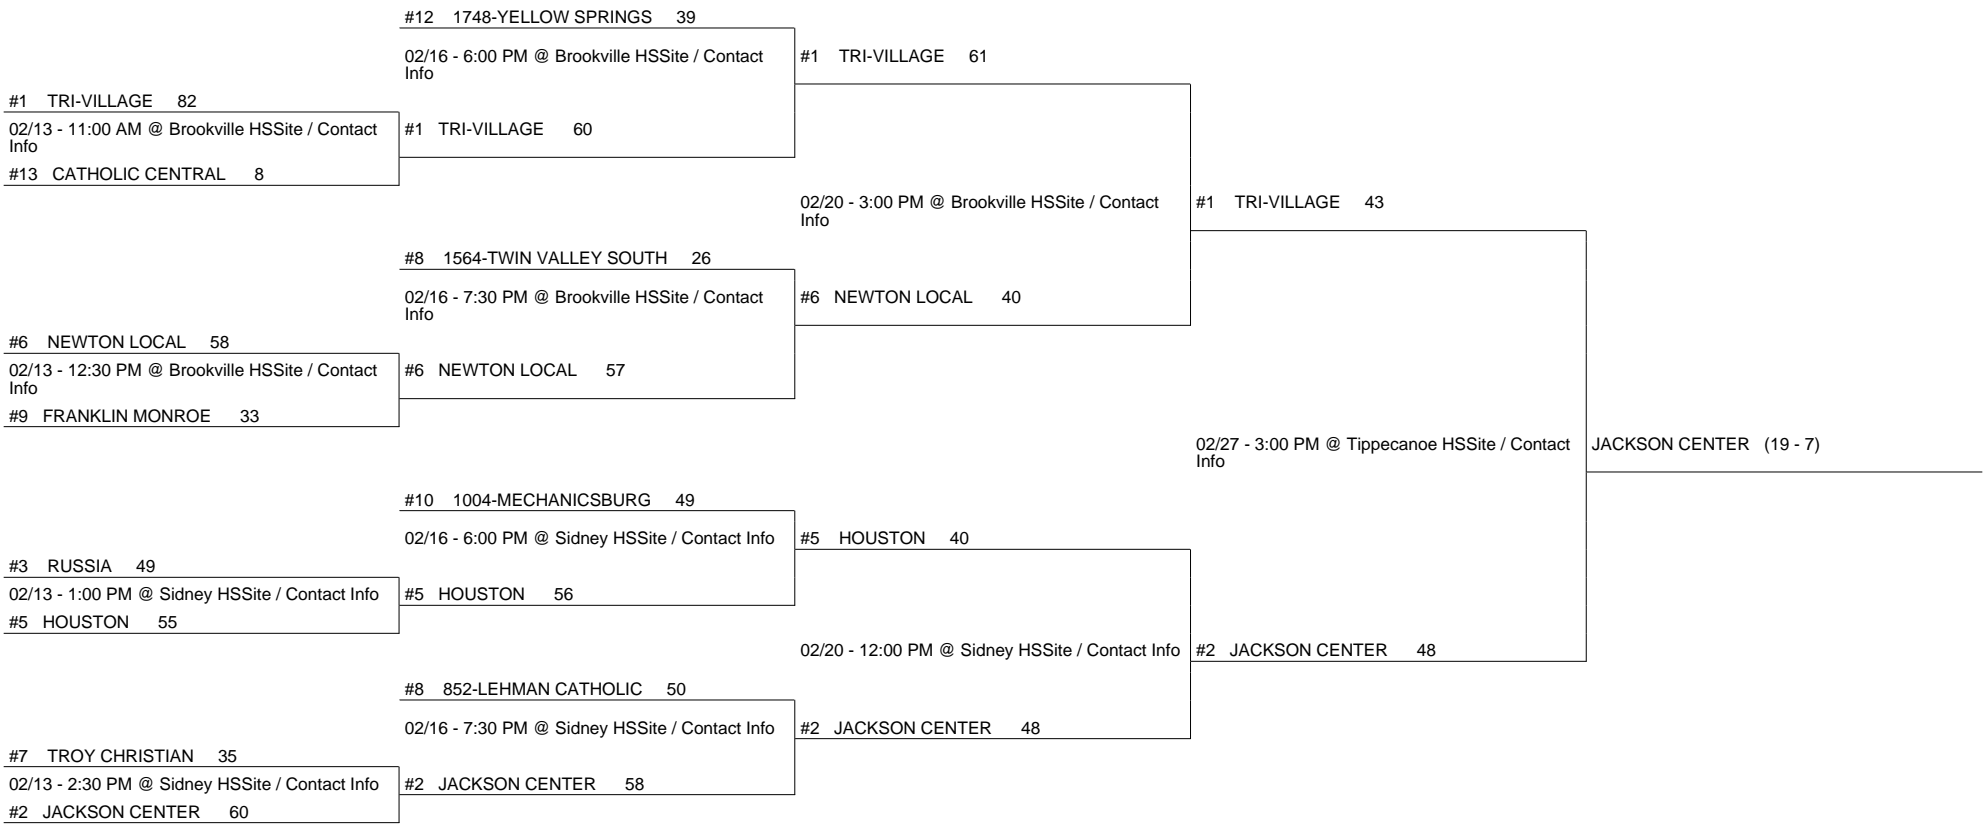 #12 1748-YELLOW SPRINGS 39
02/16 - 6:00 PM @ Brookville HSSite / Contact
Info
#1 TRI-VILLAGE 61
#1 TRI-VILLAGE 82
02/13 - 11:00 AM @ Brookville HSSite / Contact
Info
#1 TRI-VILLAGE 60
#13 CATHOLIC CENTRAL 8
02/20 - 3:00 PM @ Brookville HSSite / Contact
Info
#1 TRI-VILLAGE 43
#8 1564-TWIN VALLEY SOUTH 26
02/16 - 7:30 PM @ Brookville HSSite / Contact
Info
#6 NEWTON LOCAL 40
#6 NEWTON LOCAL 58
02/13 - 12:30 PM @ Brookville HSSite / Contact
Info
#6 NEWTON LOCAL 57
#9 FRANKLIN MONROE 33
02/27 - 3:00 PM @ Tippecanoe HSSite / Contact
Info
JACKSON CENTER (19 - 7)
#10 1004-MECHANICSBURG 49
02/16 - 6:00 PM @ Sidney HSSite / Contact Info
#5 HOUSTON 40
#3 RUSSIA 49
02/13 - 1:00 PM @ Sidney HSSite / Contact Info
#5 HOUSTON 56
#5 HOUSTON 55
02/20 - 12:00 PM @ Sidney HSSite / Contact Info
#2 JACKSON CENTER 48
#8 852-LEHMAN CATHOLIC 50
02/16 - 7:30 PM @ Sidney HSSite / Contact Info
#2 JACKSON CENTER 48
#7 TROY CHRISTIAN 35
02/13 - 2:30 PM @ Sidney HSSite / Contact Info
#2 JACKSON CENTER 58
#2 JACKSON CENTER 60